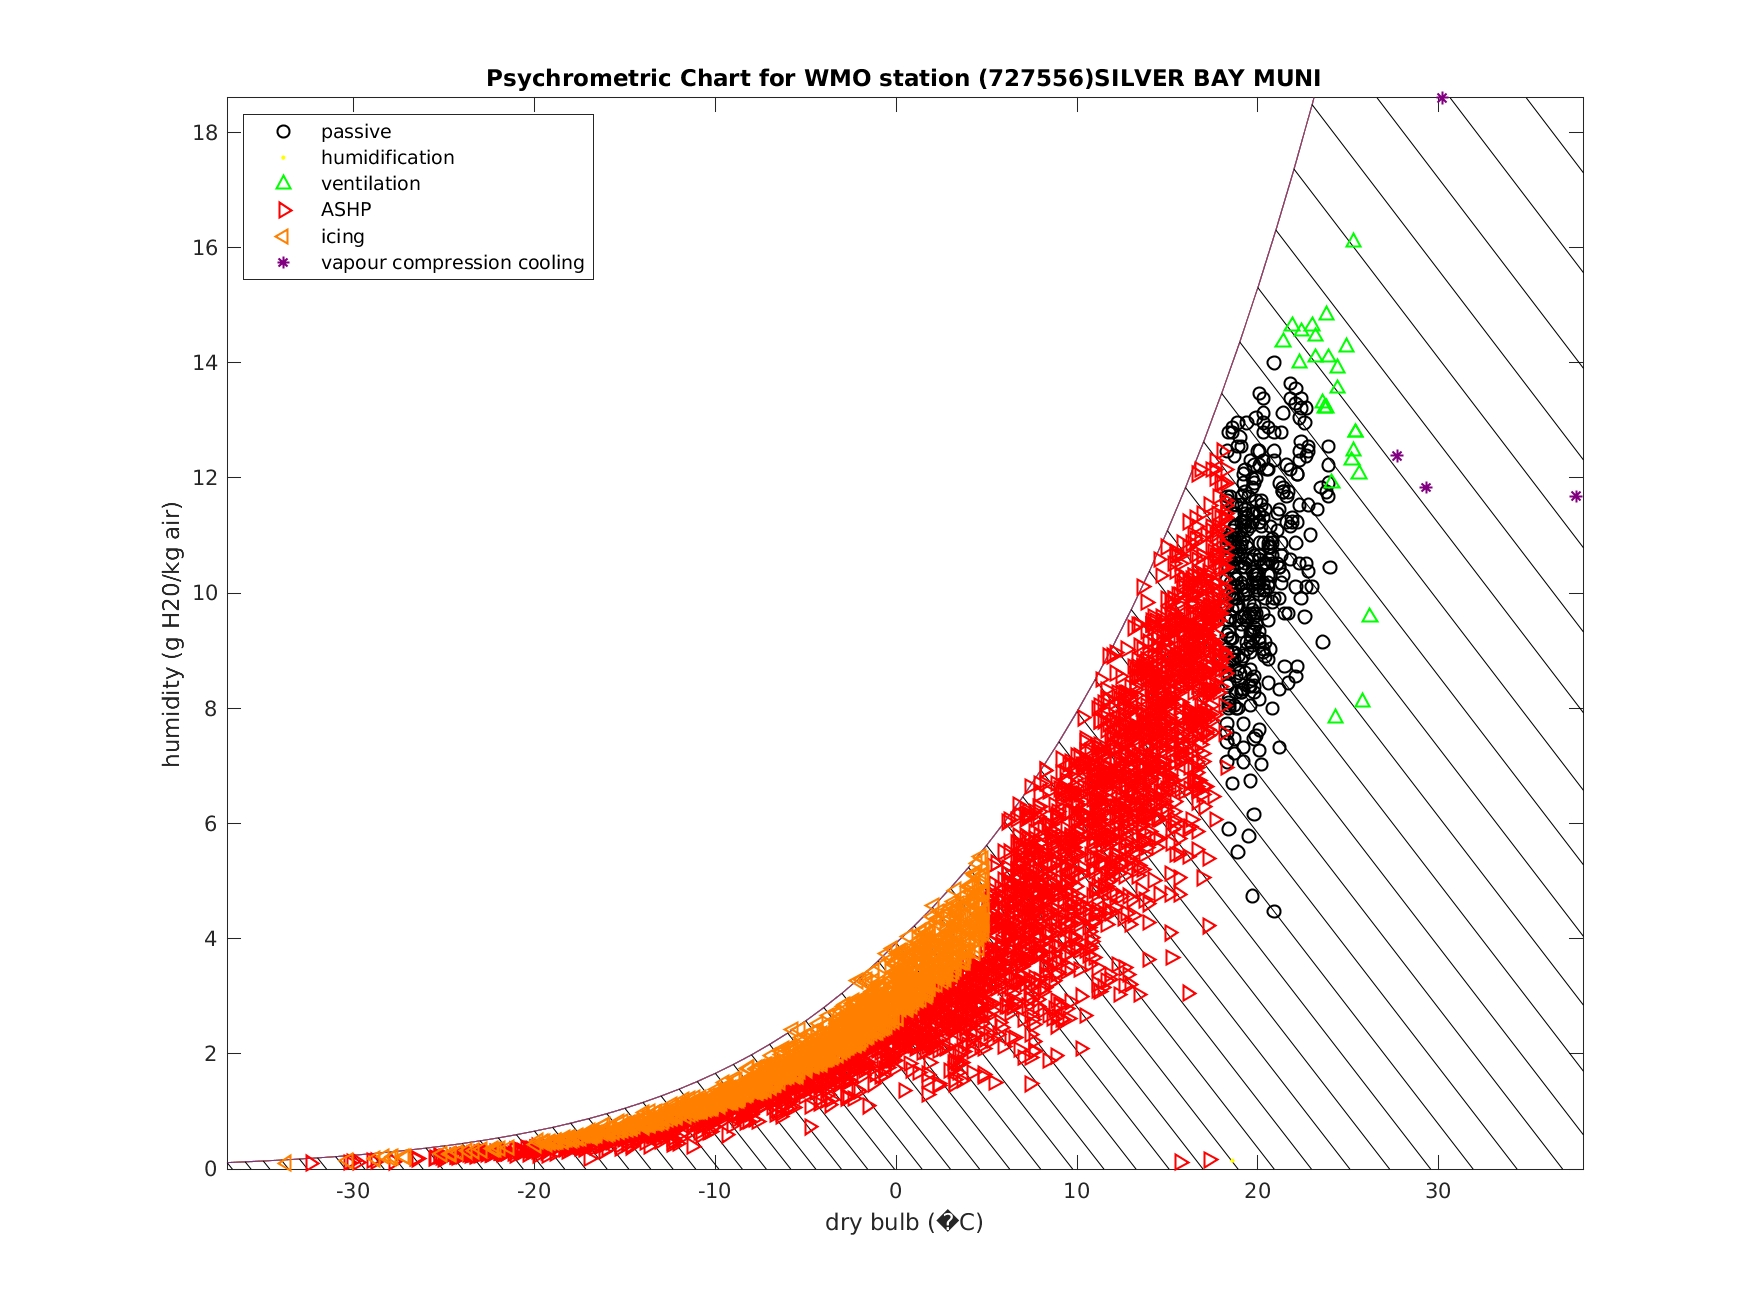 Psychrometric Chart for WMO station (727556)SILVER BAY MUNI
passive
humidification
ventilation
ASHP
icing
vapour compression cooling
humidity (g H20/kg air)
18
16
14
12
10
8
6
4
2
0
-30 -20 -10 0 10 20 30
dry bulb (�C)